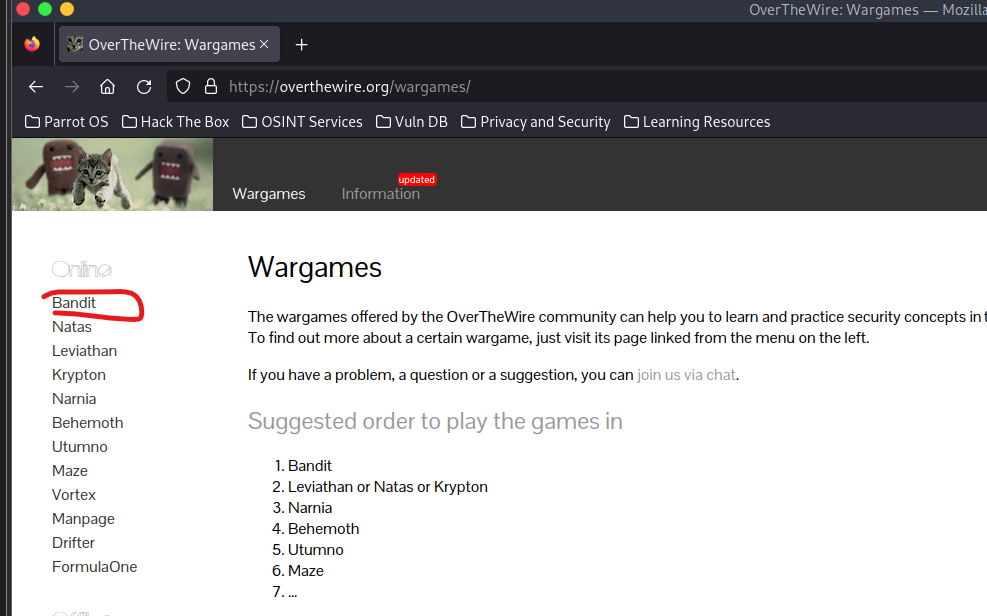 OverTheWire: Wargames — Mozilla
OverTheWire: Wargames
https://overthewire.org/wargames/
Parrot OS Hack The Box OSINT Services Vuln DB Privacy and Security Learning Resources
updated
Wargames Information
Online
Bandit
Natas
Leviathan
Krypton
Narnia
Behemoth
Utumno
Maze
Vortex
Manpage
Drifter
FormulaOne
Wargames
The wargames offered by the OverTheWire community can help you to learn and practice security concepts in
To find out more about a certain wargame, just visit its page linked from the menu on the left.
If you have a problem, a question or a suggestion, you can join us via chat.
Suggested order to play the games in
1. Bandit
2. Leviathan or Natas or Krypton
3. Narnia
4. Behemoth
5. Utumno
6. Maze
7. ...